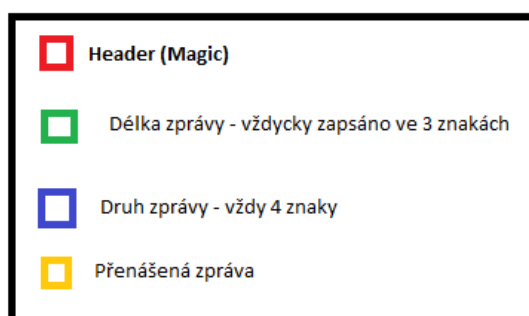 Header (Magic)
Délka zprávy - vždycky zapsáno ve 3 znakách
Druh zprávy - vždy 4 znaky
Přenášená zpráva